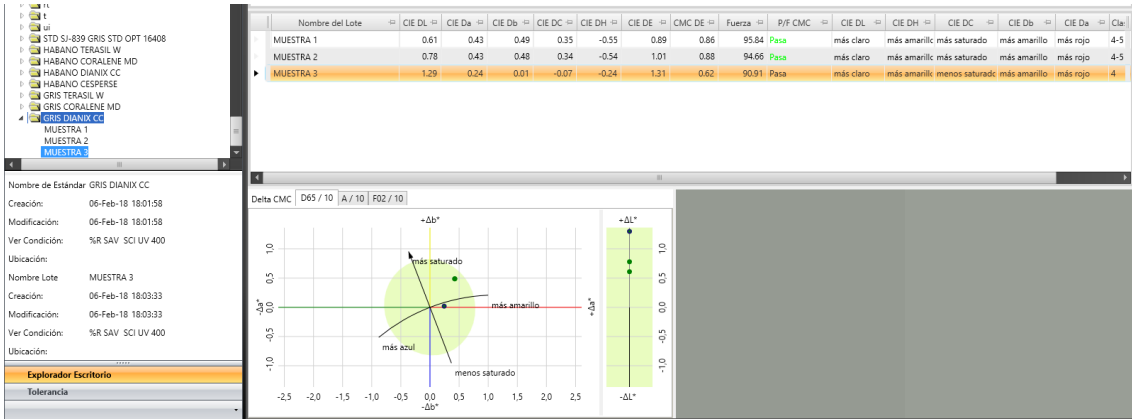 rt
t
ui
STD SJ-839 GRIS STD OPT 16408
HABANO TERASIL W
HABANO CORALENE MD
HABANO DIANIX CC
HABANO CESPERSE
GRIS TERASIL W
GRIS CORALENE MD
GRIS DIANIX CC
MUESTRA 1
MUESTRA 2
MUESTRA 3
Nombre de Estándar GRIS DIANIX CC
Creación: 06-Feb-18 18:01:58
Modificación: 06-Feb-18 18:01:58
Ver Condición: %R SAV SCI UV 400
Ubicación:
Nombre Lote MUESTRA 3
Creación: 06-Feb-18 18:03:33
Modificación: 06-Feb-18 18:03:33
Ver Condición: %R SAV SCI UV 400
Ubicación:
Explorador Escritorio
Tolerancia
Nombre del Lote CIE DL CIE Da CIE Db CIE DC CIE DH CIE DE CMC DE Fuerza P/F CMC CIE DL CIE DH CIE DC CIE Db CIE Da Clas
MUESTRA 1 0.61 0.43 0.49 0.35 -0.55 0.89 0.86 95.84 Pasa más claro más amarillo más saturado más amarillo más rojo 4-5
MUESTRA 2 0.78 0.43 0.48 0.34 -0.54 1.01 0.88 94.66 Pasa más claro más amarillo más saturado más amarillo más rojo 4-5
MUESTRA 3 1.29 0.24 0.01 -0.07 -0.24 1.31 0.62 90.91 Pasa más claro más amarillo menos saturado más amarillo más rojo 4
Delta CMC D65 / 10 A / 10 F02 / 10
+Δb*
más saturado
más amarillo
más azul
menos saturado
-Δa*
+Δa*
1,0
0,5
0,0
-0,5
-1,0
-2,5 -2,0 -1,5 -1,0 -0,5 0,0 0,5 1,0 1,5 2,0 2,5
-Δb*
+ΔL*
1,0
0,5
0,0
-0,5
-1,0
-ΔL*